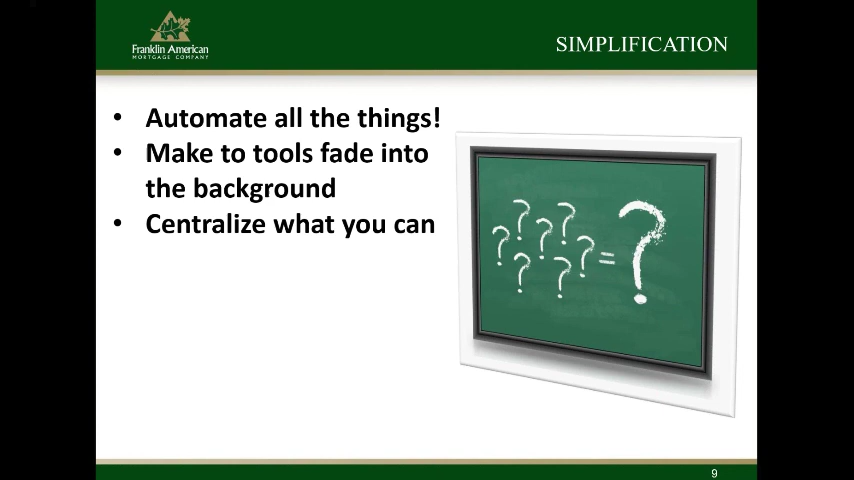 Franklin American
MORTGAGE COMPANY
SIMPLIFICATION
• Automate all the things!
• Make to tools fade into
the background
• Centralize what you can
? ? ? ? ? ? ? = ?
9